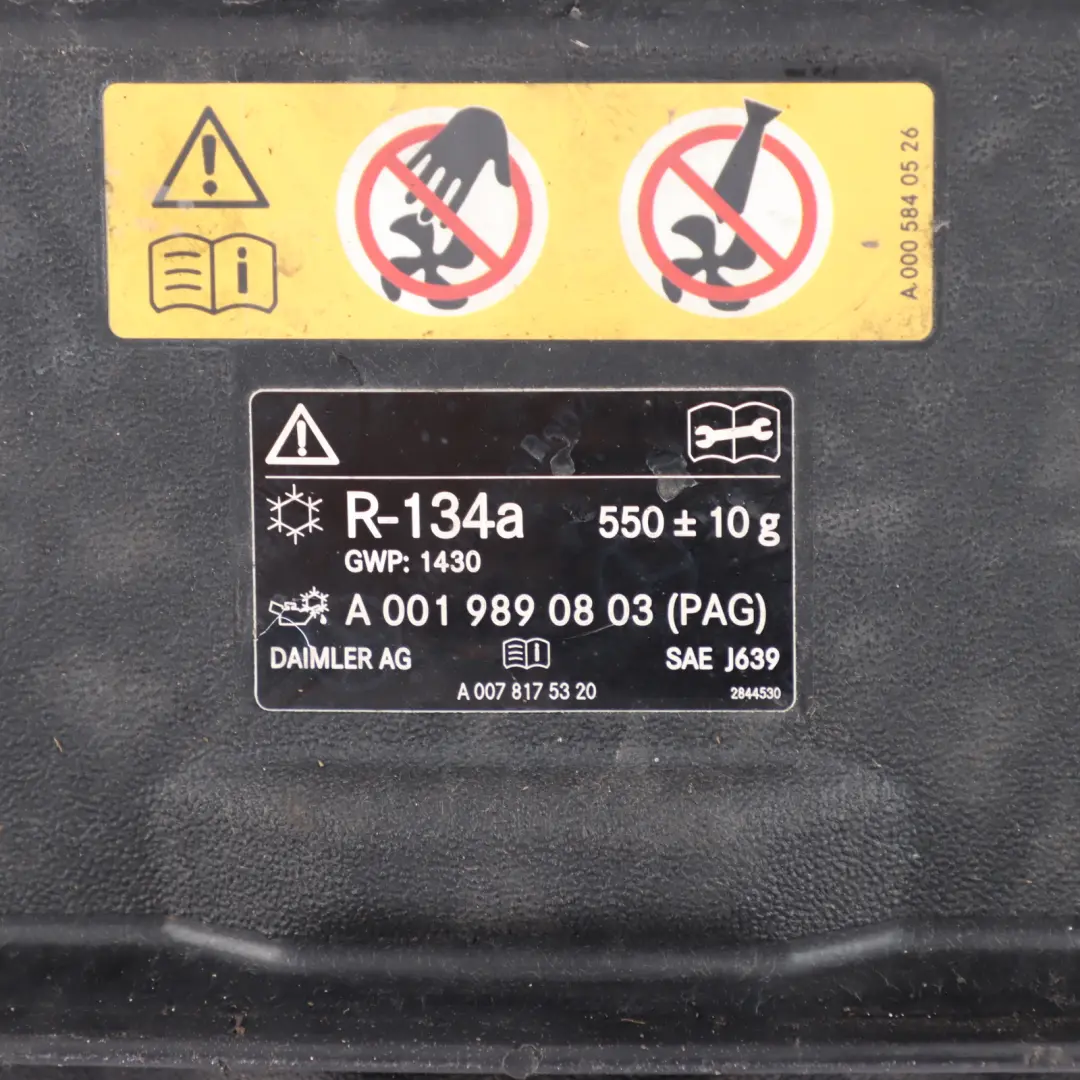 A 000 584 05 26
R-134a 550 ± 10 g
GWP: 1430
A 001 989 08 03 (PAG)
DAIMLER AG SAE J639
A 007 817 53 20 2844530